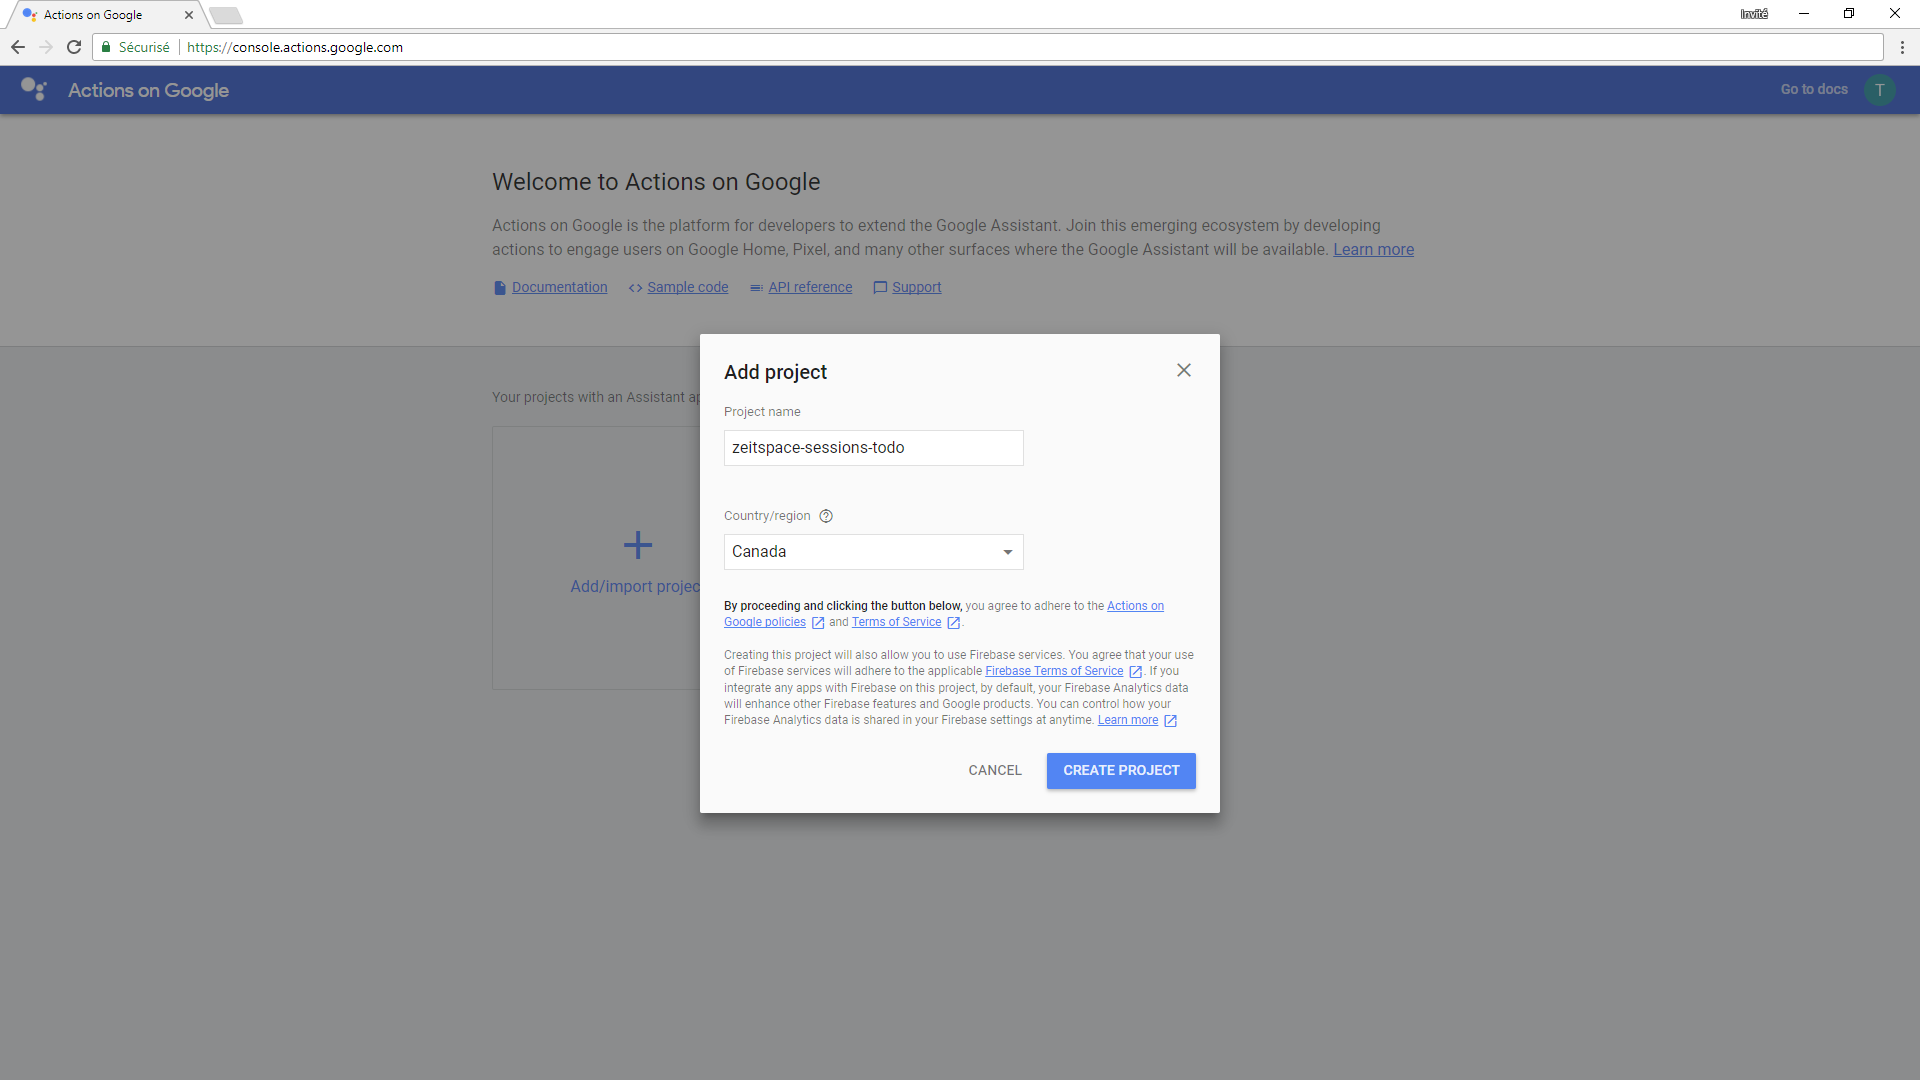 Actions on Google
Invité
Sécurisé
https://console.actions.google.com
Actions on Google
Go to docs
T
Welcome to Actions on Google
Actions on Google is the platform for developers to extend the Google Assistant. Join this emerging ecosystem by developing
actions to engage users on Google Home, Pixel, and many other surfaces where the Google Assistant will be available. Learn more
Documentation
<> Sample code
API reference
Support
Your projects with an Assistant ap
Add/import projec
Add project
Project name
zeitspace-sessions-todo
Country/region ?
Canada
By proceeding and clicking the button below, you agree to adhere to the Actions on
Google policies and Terms of Service .
Creating this project will also allow you to use Firebase services. You agree that your use
of Firebase services will adhere to the applicable Firebase Terms of Service . If you
integrate any apps with Firebase on this project, by default, your Firebase Analytics data
will enhance other Firebase features and Google products. You can control how your
Firebase Analytics data is shared in your Firebase settings at anytime. Learn more
CANCEL
CREATE PROJECT